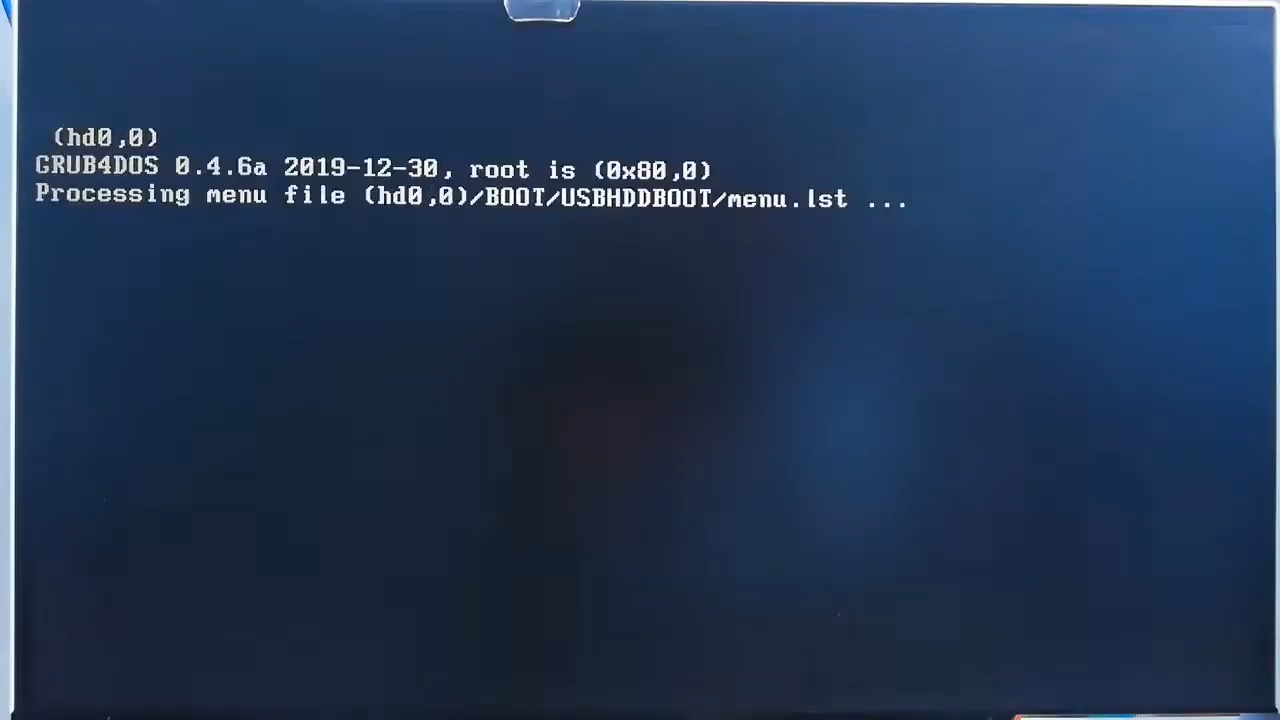 (hd0,0)
GRUB4DOS 0.4.6a 2019-12-30, root is (0x80,0)
Processing menu file (hd0,0)/BOOT/USBHDDBOOT/menu.lst ...